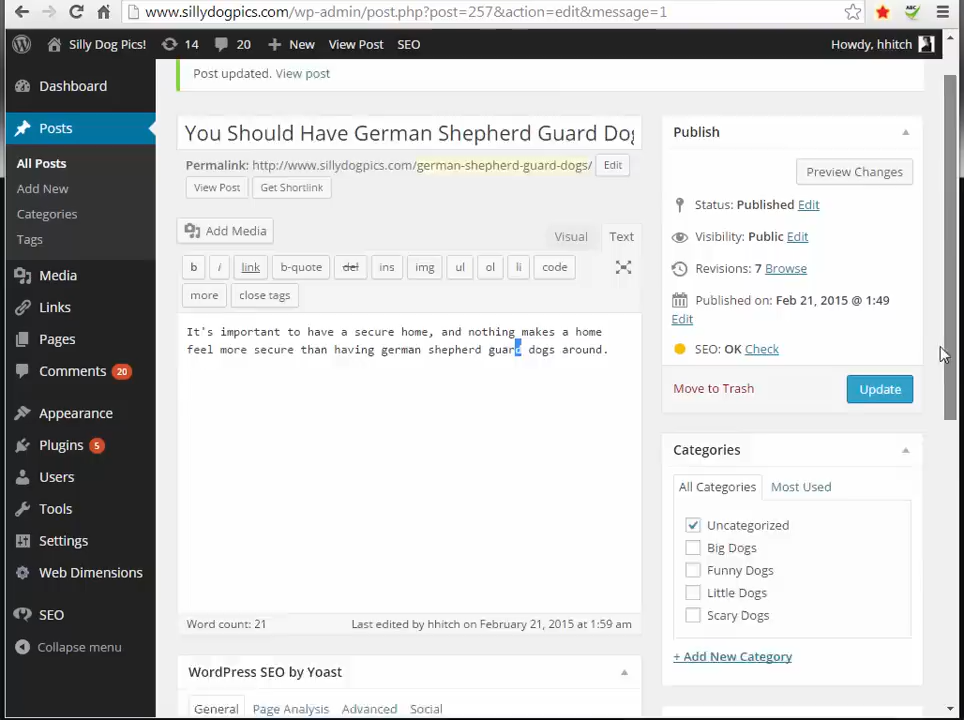 www.sillydogpics.com/wp-admin/post.php?post=257&action=edit&message=1
ABC
Silly Dog Pics! 14 20 + New View Post SEO Howdy, hhitch
Post updated. View post
Dashboard
Posts
All Posts
Add New
Categories
Tags
Media
Links
Pages
Comments 20
Appearance
Plugins 5
Users
Tools
Settings
Web Dimensions
SEO
Collapse menu
You Should Have German Shepherd Guard Dog
Permalink: http://www.sillydogpics.com/german-shepherd-guard-dogs/ Edit
View Post Get Shortlink
Add Media
Visual Text
b i link b-quote del ins img ul ol li code
more close tags
It's important to have a secure home, and nothing makes a home
feel more secure than having german shepherd guard dogs around.
Word count: 21 Last edited by hhitch on February 21, 2015 at 1:59 am
WordPress SEO by Yoast
General Page Analysis Advanced Social
Publish
Preview Changes
Status: Published Edit
Visibility: Public Edit
Revisions: 7 Browse
Published on: Feb 21, 2015 @ 1:49
Edit
SEO: OK Check
Move to Trash Update
Categories
All Categories Most Used
Uncategorized
Big Dogs
Funny Dogs
Little Dogs
Scary Dogs
+ Add New Category